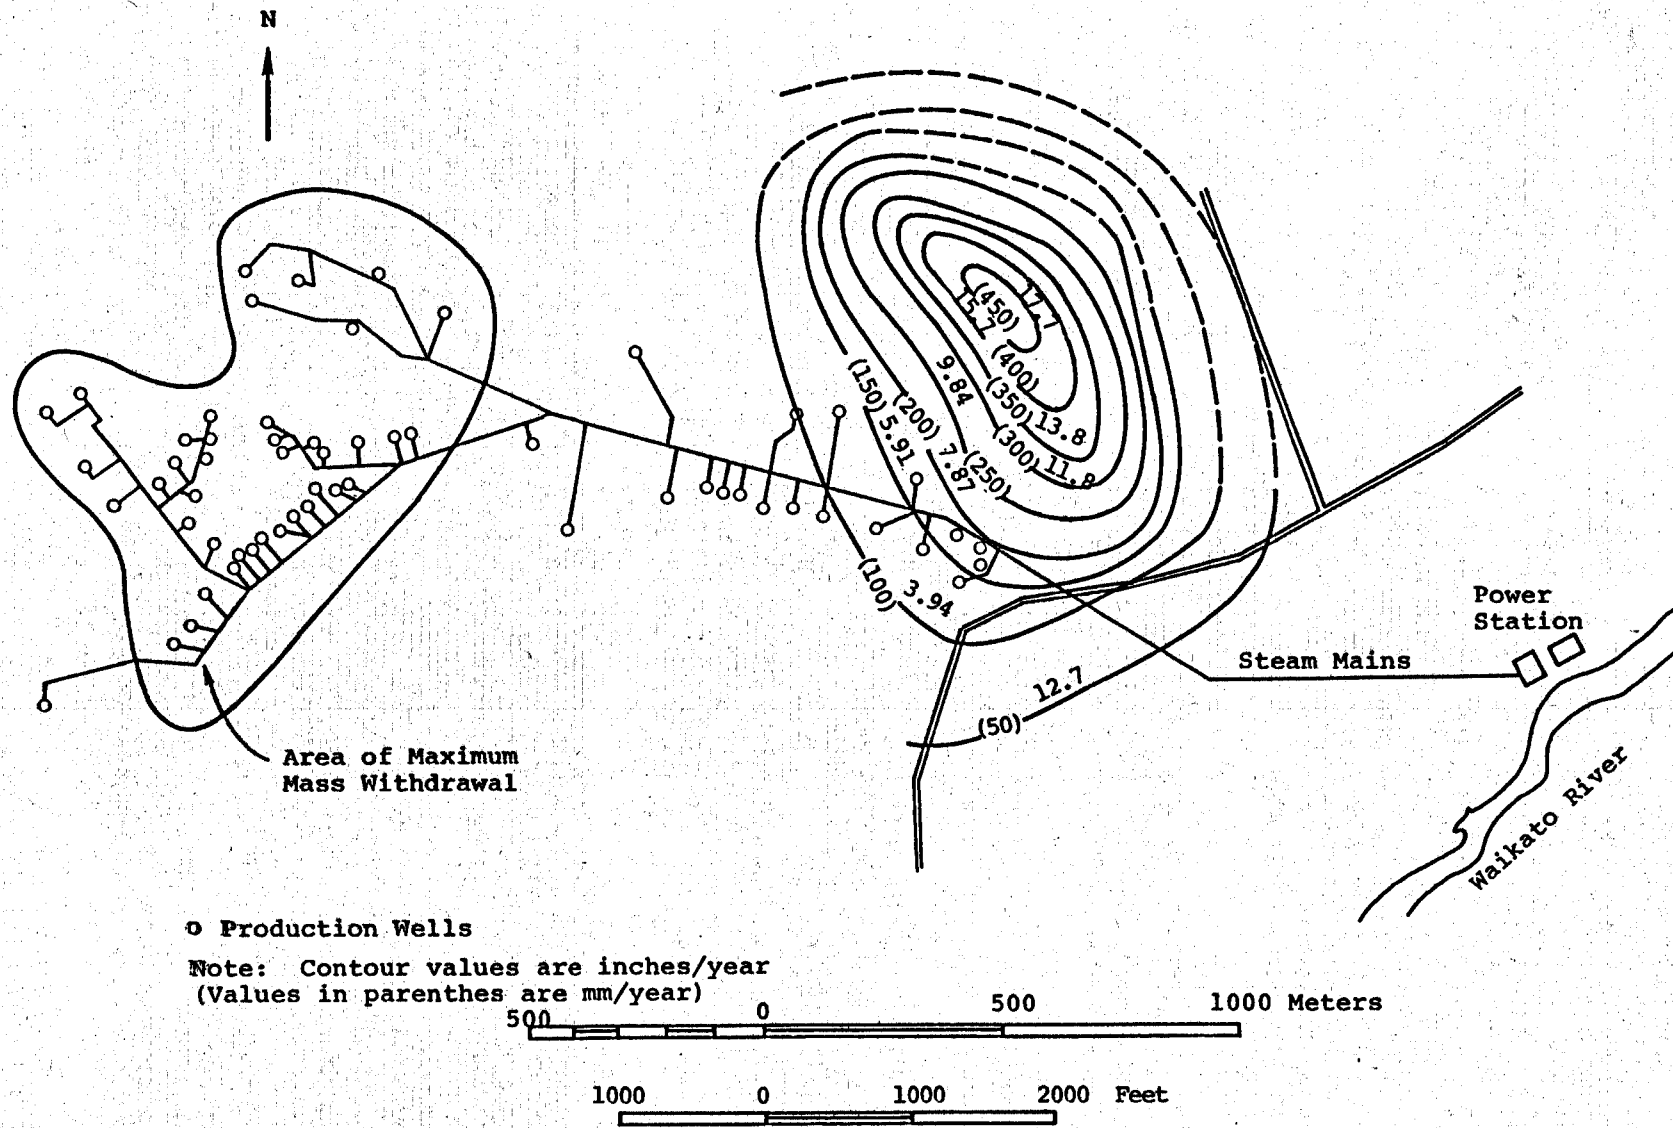 N
17.7
(450)
15.7
(400)
9.84
(350)
13.8
(150)
(200)
5.91
7.87
(300)
11.8
(250)
(100)
3.94
Power
Station
Steam Mains
12.7
(50)
Area of Maximum
Mass Withdrawal
Waikato River
Production Wells
Note: Contour values are inches/year
(Values in parenthes are mm/year)
500 0 500 1000 Meters
1000 0 1000 2000 Feet